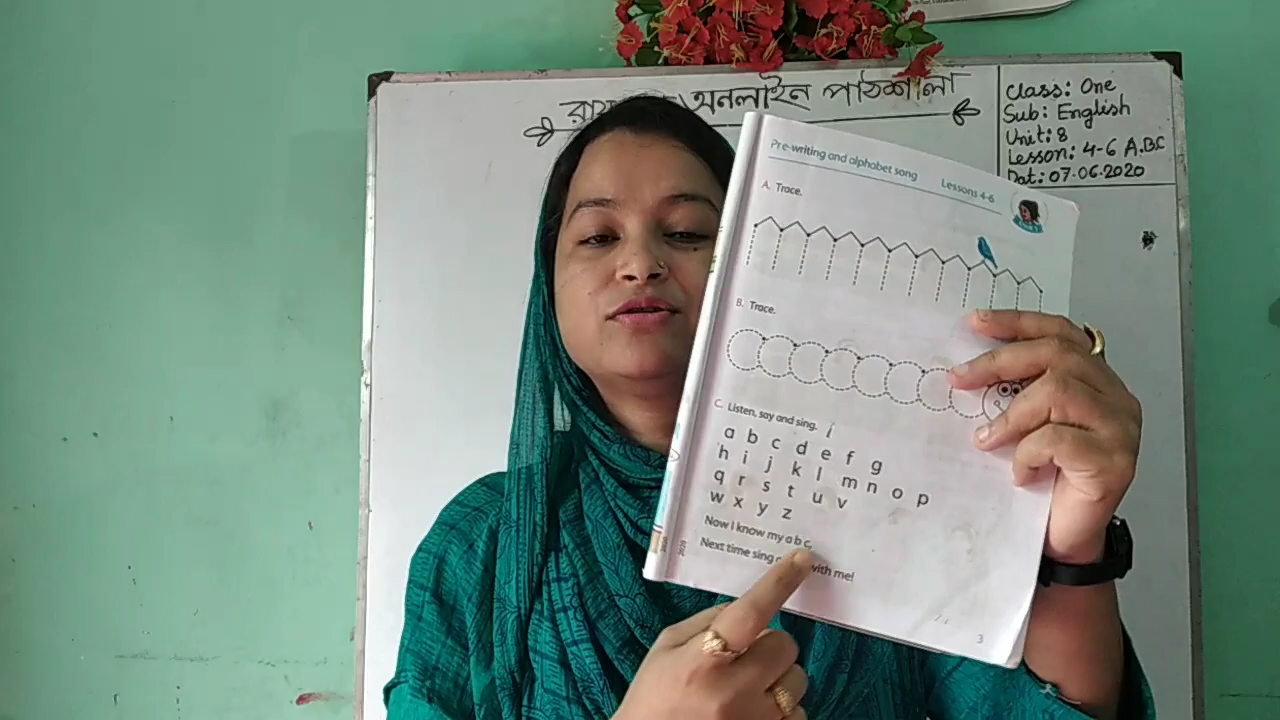 অনলাইন পাঠশালা
Class: One
Sub: English
Unit: 8
Lesson: 4-6 A.B.C
Dat: 07.06.2020
Pre-writing and alphabet song Lessons 4-6
A. Trace.
B. Trace.
C. Listen, say and sing.
a b c d e f g
h i j k l m n o p
q r s t u v
w x y z
Now I know my a b c,
Next time sing with me!
3
2020